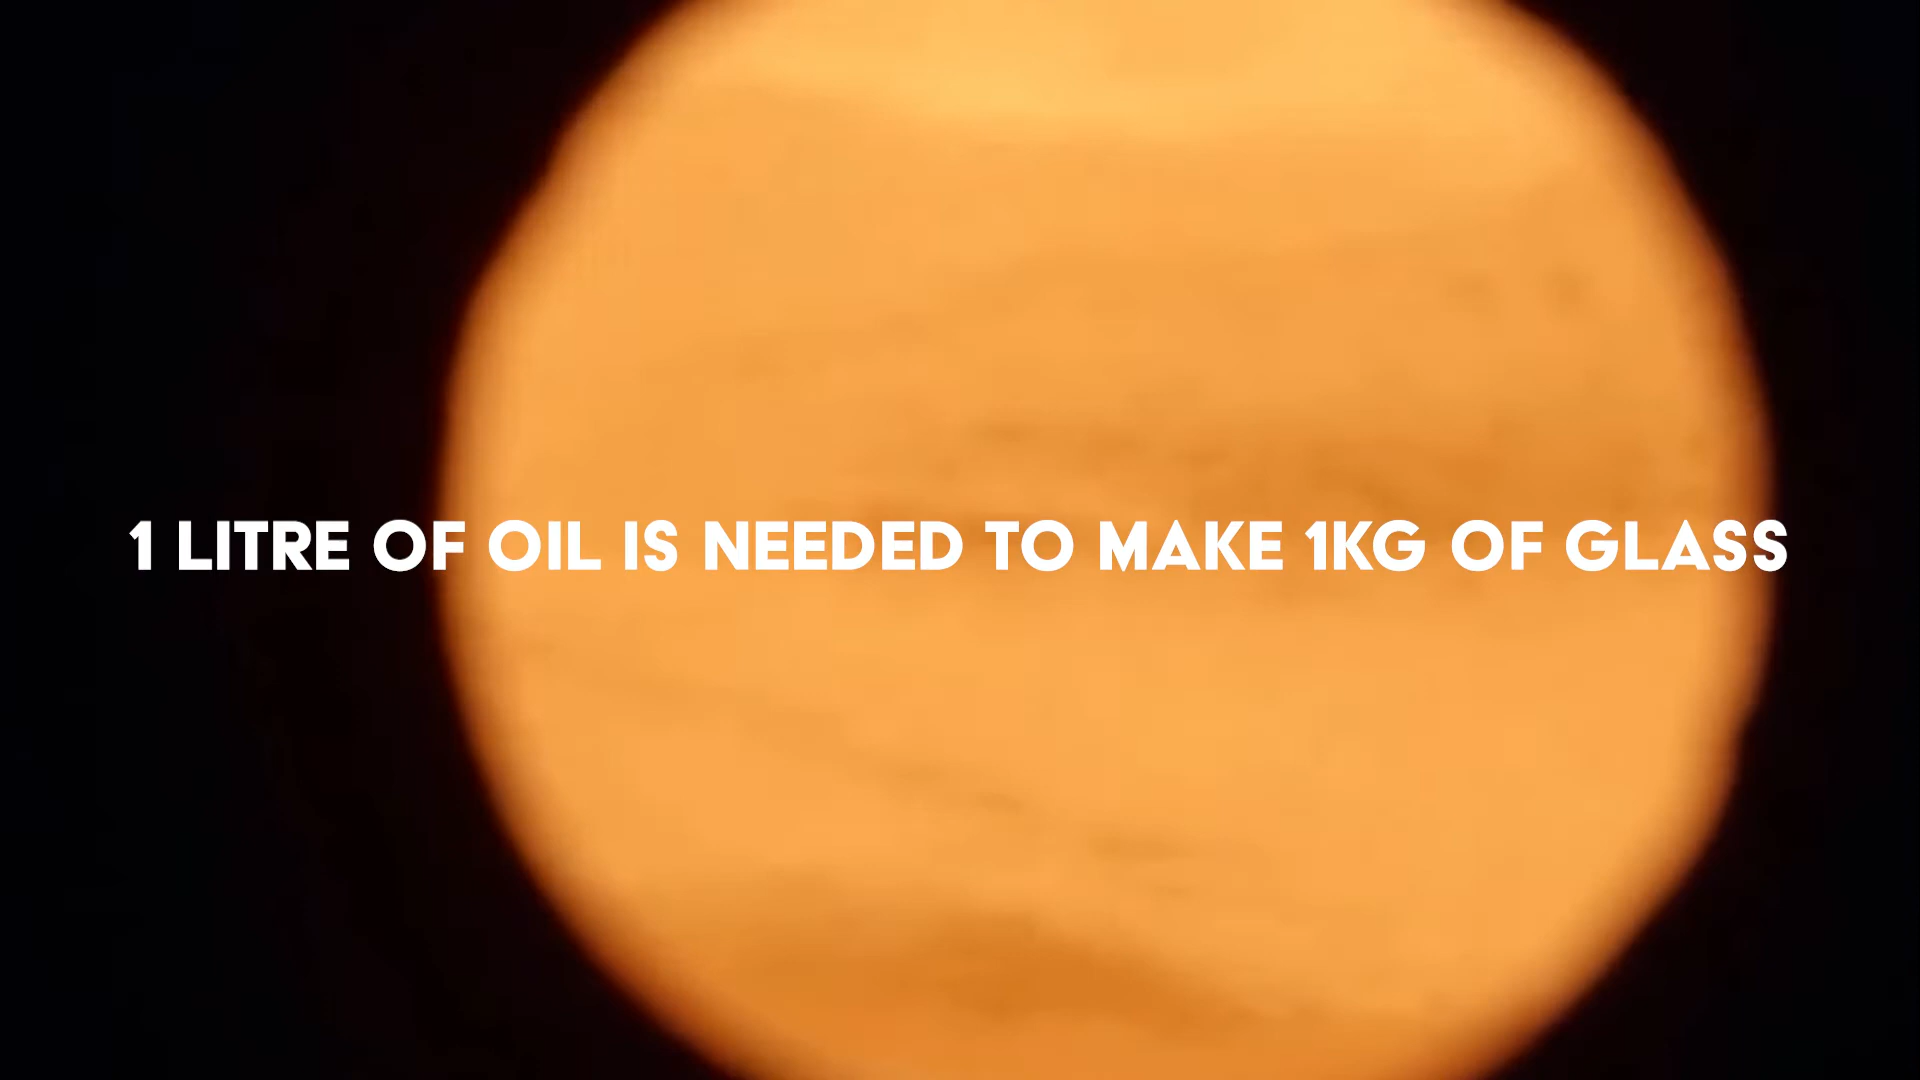 1 LITRE OF OIL IS NEEDED TO MAKE 1KG OF GLASS